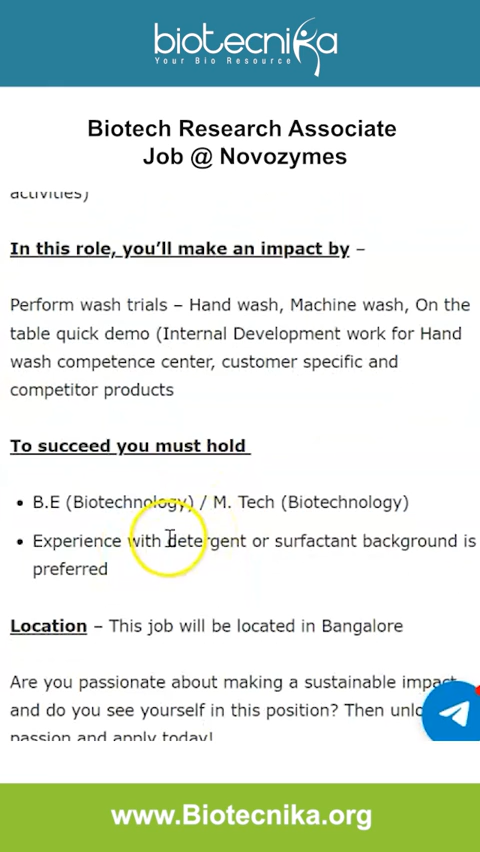 biotecnika
Your Bio Resource
Biotech Research Associate
Job @ Novozymes
activities)
In this role, you’ll make an impact by –
Perform wash trials – Hand wash, Machine wash, On the
table quick demo (Internal Development work for Hand
wash competence center, customer specific and
competitor products
To succeed you must hold
• B.E (Biotechnology) / M. Tech (Biotechnology)
• Experience with detergent or surfactant background is
preferred
Location – This job will be located in Bangalore
Are you passionate about making a sustainable impact
and do you see yourself in this position? Then
passion and apply today!
www.Biotecnika.org